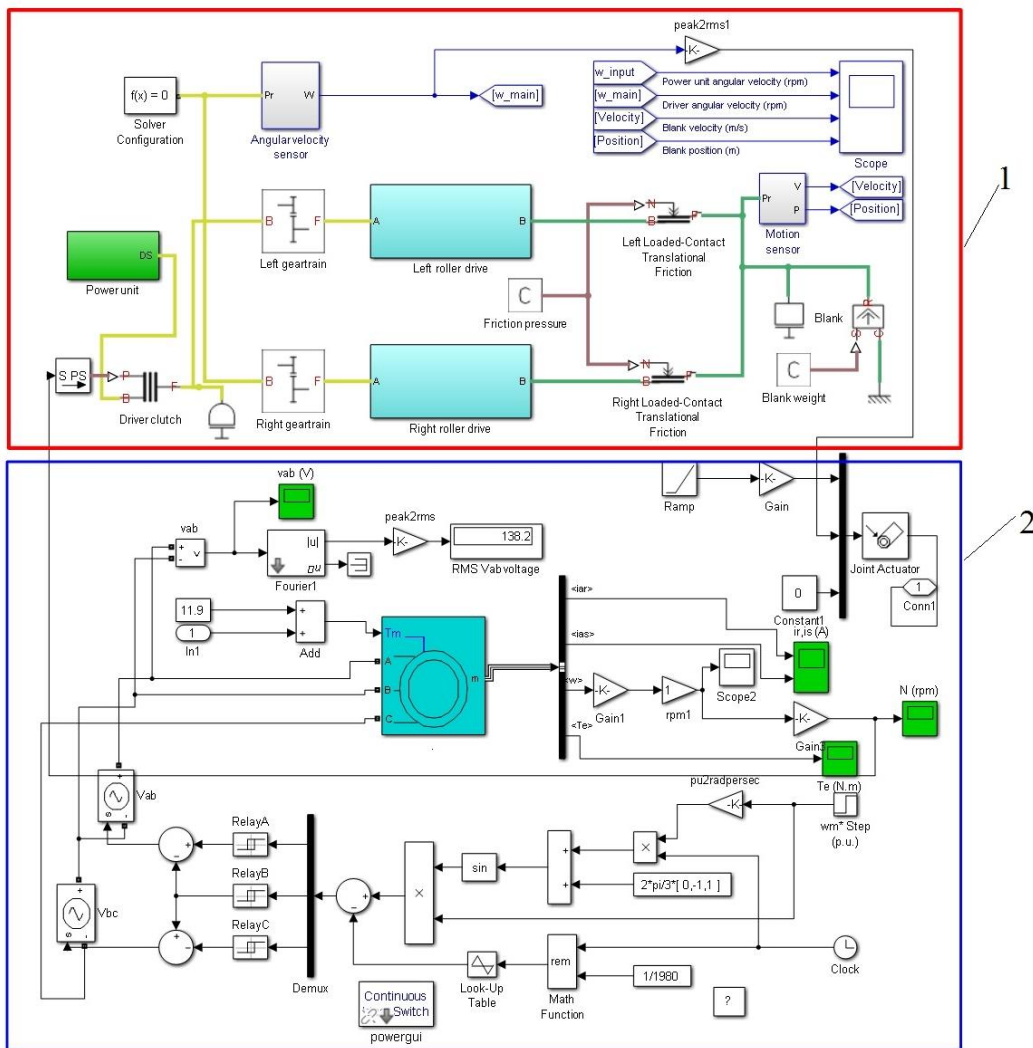 peak2rms1
-K-
w_input
Power unit angular velocity (rpm)
[w_main]
Driver angular velocity (rpm)
[Velocity]
Blank velocity (m/s)
[Position]
Blank position (m)
Scope
f(x) = 0
Solver
Configuration
Pr
W
Angular velocity
sensor
[w_main]
1
B
F
Left geartrain
A
B
Left roller drive
N
B
F
Left Loaded-Contact
Translational
Friction
Pr
V
P
Motion
sensor
[Velocity]
[Position]
DS
Power unit
C
Friction pressure
Blank
R
S
C
C
Blank weight
S PS
P
B
F
Driver clutch
B
F
Right geartrain
A
B
Right roller drive
N
B
F
Right Loaded-Contact
Translational
Friction
vab (V)
vab
+
-
v
|u|
Fourier1
peak2rms
-K-
138.2
RMS Vab voltage
Ramp
-K-
Gain
Joint Actuator
1
Conn1
0
Constant1
2
11.9
1
In1
+
+
Add
Tm
A
B
C
m
<iar>
<ias>
<w>
<Te>
ir,is (A)
-K-
Gain1
1
rpm1
Scope2
-K-
N (rpm)
Te (N.m)
Vab
Vbc
RelayA
RelayB
RelayC
Demux
pu2radpersec
-K-
wm* Step
(p.u.)
sin
×
×
+
+
2*pi/3*[ 0,-1,1 ]
Look-Up
Table
rem
Math
Function
1/1980
Clock
?
Continuous
Switch
powergui